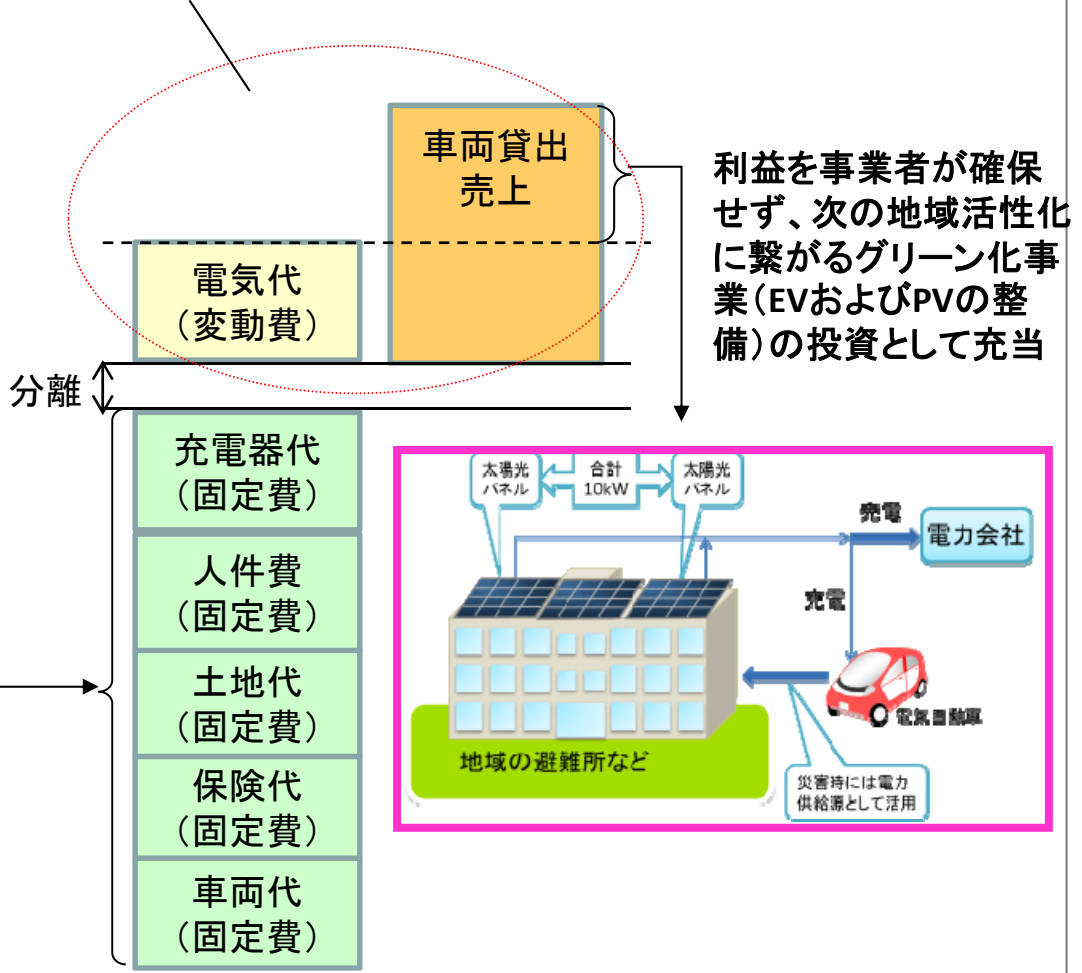 車両貸出
売上
電気代
（変動費）
分離
充電器代
（固定費）
人件費
（固定費）
土地代
（固定費）
保険代
（固定費）
車両代
（固定費）
利益を事業者が確保
せず、次の地域活性化
に繋がるグリーン化事
業（EVおよびPVの整
備）の投資として充当
太陽光
パネル
合計
10kW
太陽光
パネル
売電
電力会社
充電
電気自動車
地域の避難所など
災害時には電力
供給源として活用